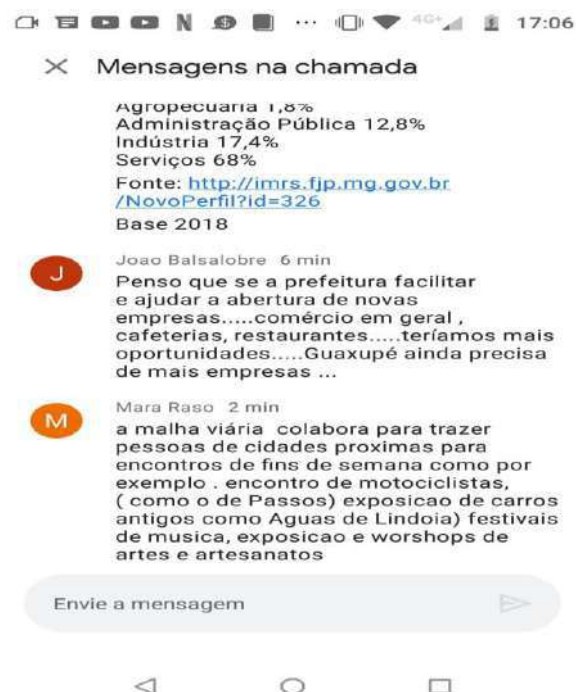 N
4G+
17:06
Mensagens na chamada
Agropecuária 1,8%
Administração Pública 12,8%
Indústria 17,4%
Serviços 68%
Fonte: http://imrs.fjp.mg.gov.br
/NovoPerfil?id=326
Base 2018
Joao Balsalobre 6 min
J
Penso que se a prefeitura facilitar
e ajudar a abertura de novas
empresas.....comércio em geral ,
cafeterias, restaurantes.....teríamos mais
oportunidades.....Guaxupé ainda precisa
de mais empresas ...
Mara Raso 2 min
M
a malha viária colabora para trazer
pessoas de cidades proximas para
encontros de fins de semana como por
exemplo . encontro de motociclistas,
( como o de Passos) exposicao de carros
antigos como Aguas de Lindoia) festivais
de musica, exposicao e worshops de
artes e artesanatos
Envie a mensagem